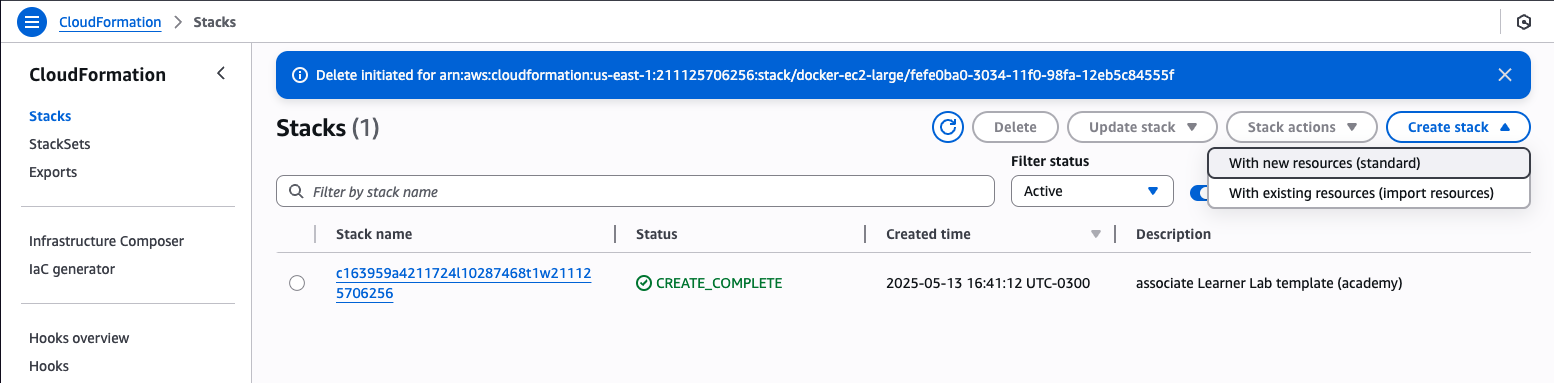 CloudFormation > Stacks
CloudFormation
Stacks
StackSets
Exports
Infrastructure Composer
IaC generator
Hooks overview
Hooks
Delete initiated for arn:aws:cloudformation:us-east-1:211125706256:stack/docker-ec2-large/fefe0ba0-3034-11f0-98fa-12eb5c84555f
Stacks (1)
Delete
Update stack
Stack actions
Create stack
With new resources (standard)
With existing resources (import resources)
Filter by stack name
Filter status
Active
Stack name
Status
Created time
Description
c163959a4211724l10287468t1w21112
5706256
CREATE_COMPLETE
2025-05-13 16:41:12 UTC-0300
associate Learner Lab template (academy)